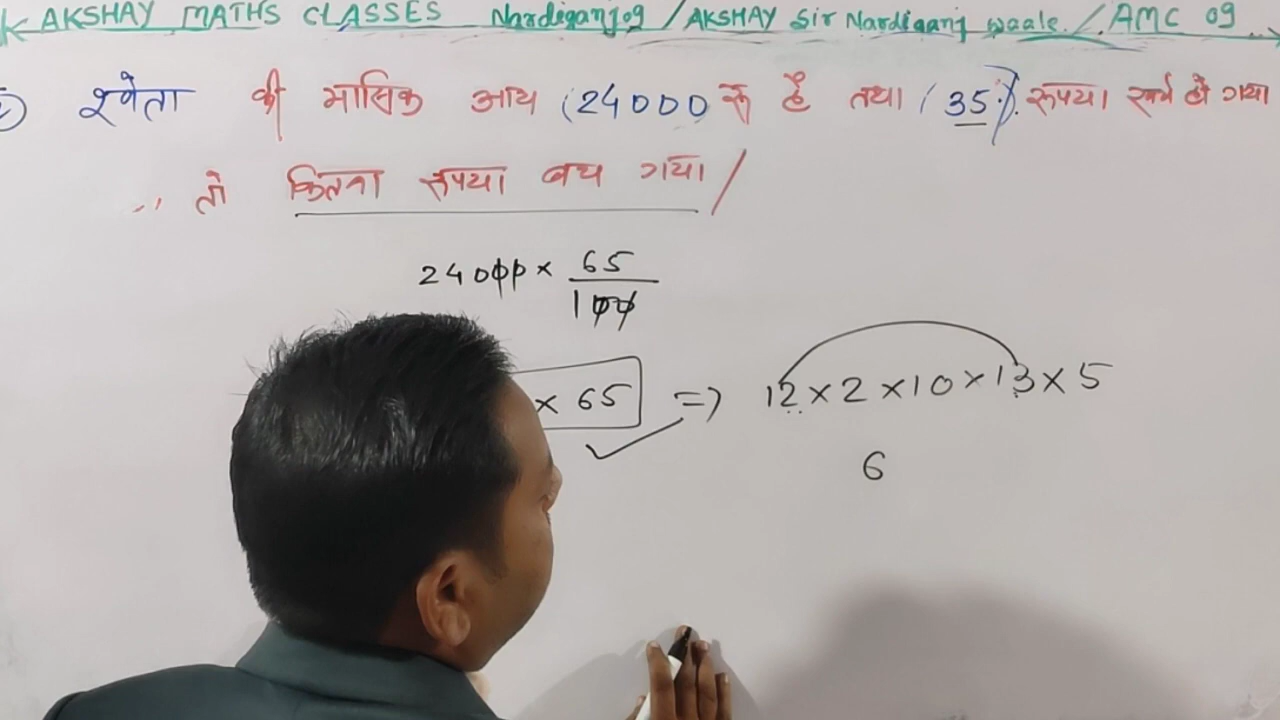 AKSHAY MATHS CLASSES Nardiganj09 / AKSHAY Sir Nardiganj waale / AMC 09
श्वेता की मासिक आय (24000 रू है तथा (35%) रूपया खर्च हो गया
तो कितना रूपया बच गया /
24000 × 65/100
× 65 => 12 × 2 × 10 × 13 × 5
6